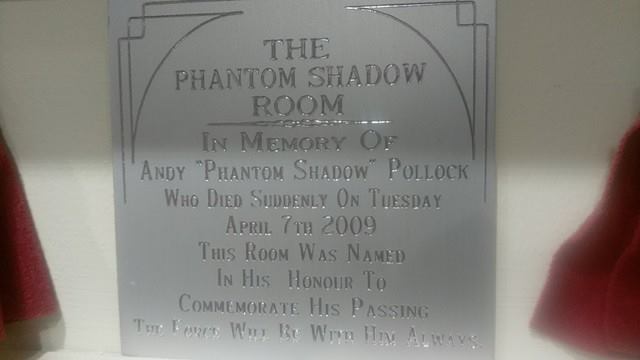 THE
PHANTOM SHADOW
ROOM
IN MEMORY OF
ANDY "PHANTOM SHADOW" POLLOCK
WHO DIED SUDDENLY ON TUESDAY
APRIL 7TH 2009
THIS ROOM WAS NAMED
IN HIS HONOUR TO
COMMEMORATE HIS PASSING
THE FORCE WILL BE WITH HIM ALWAYS.